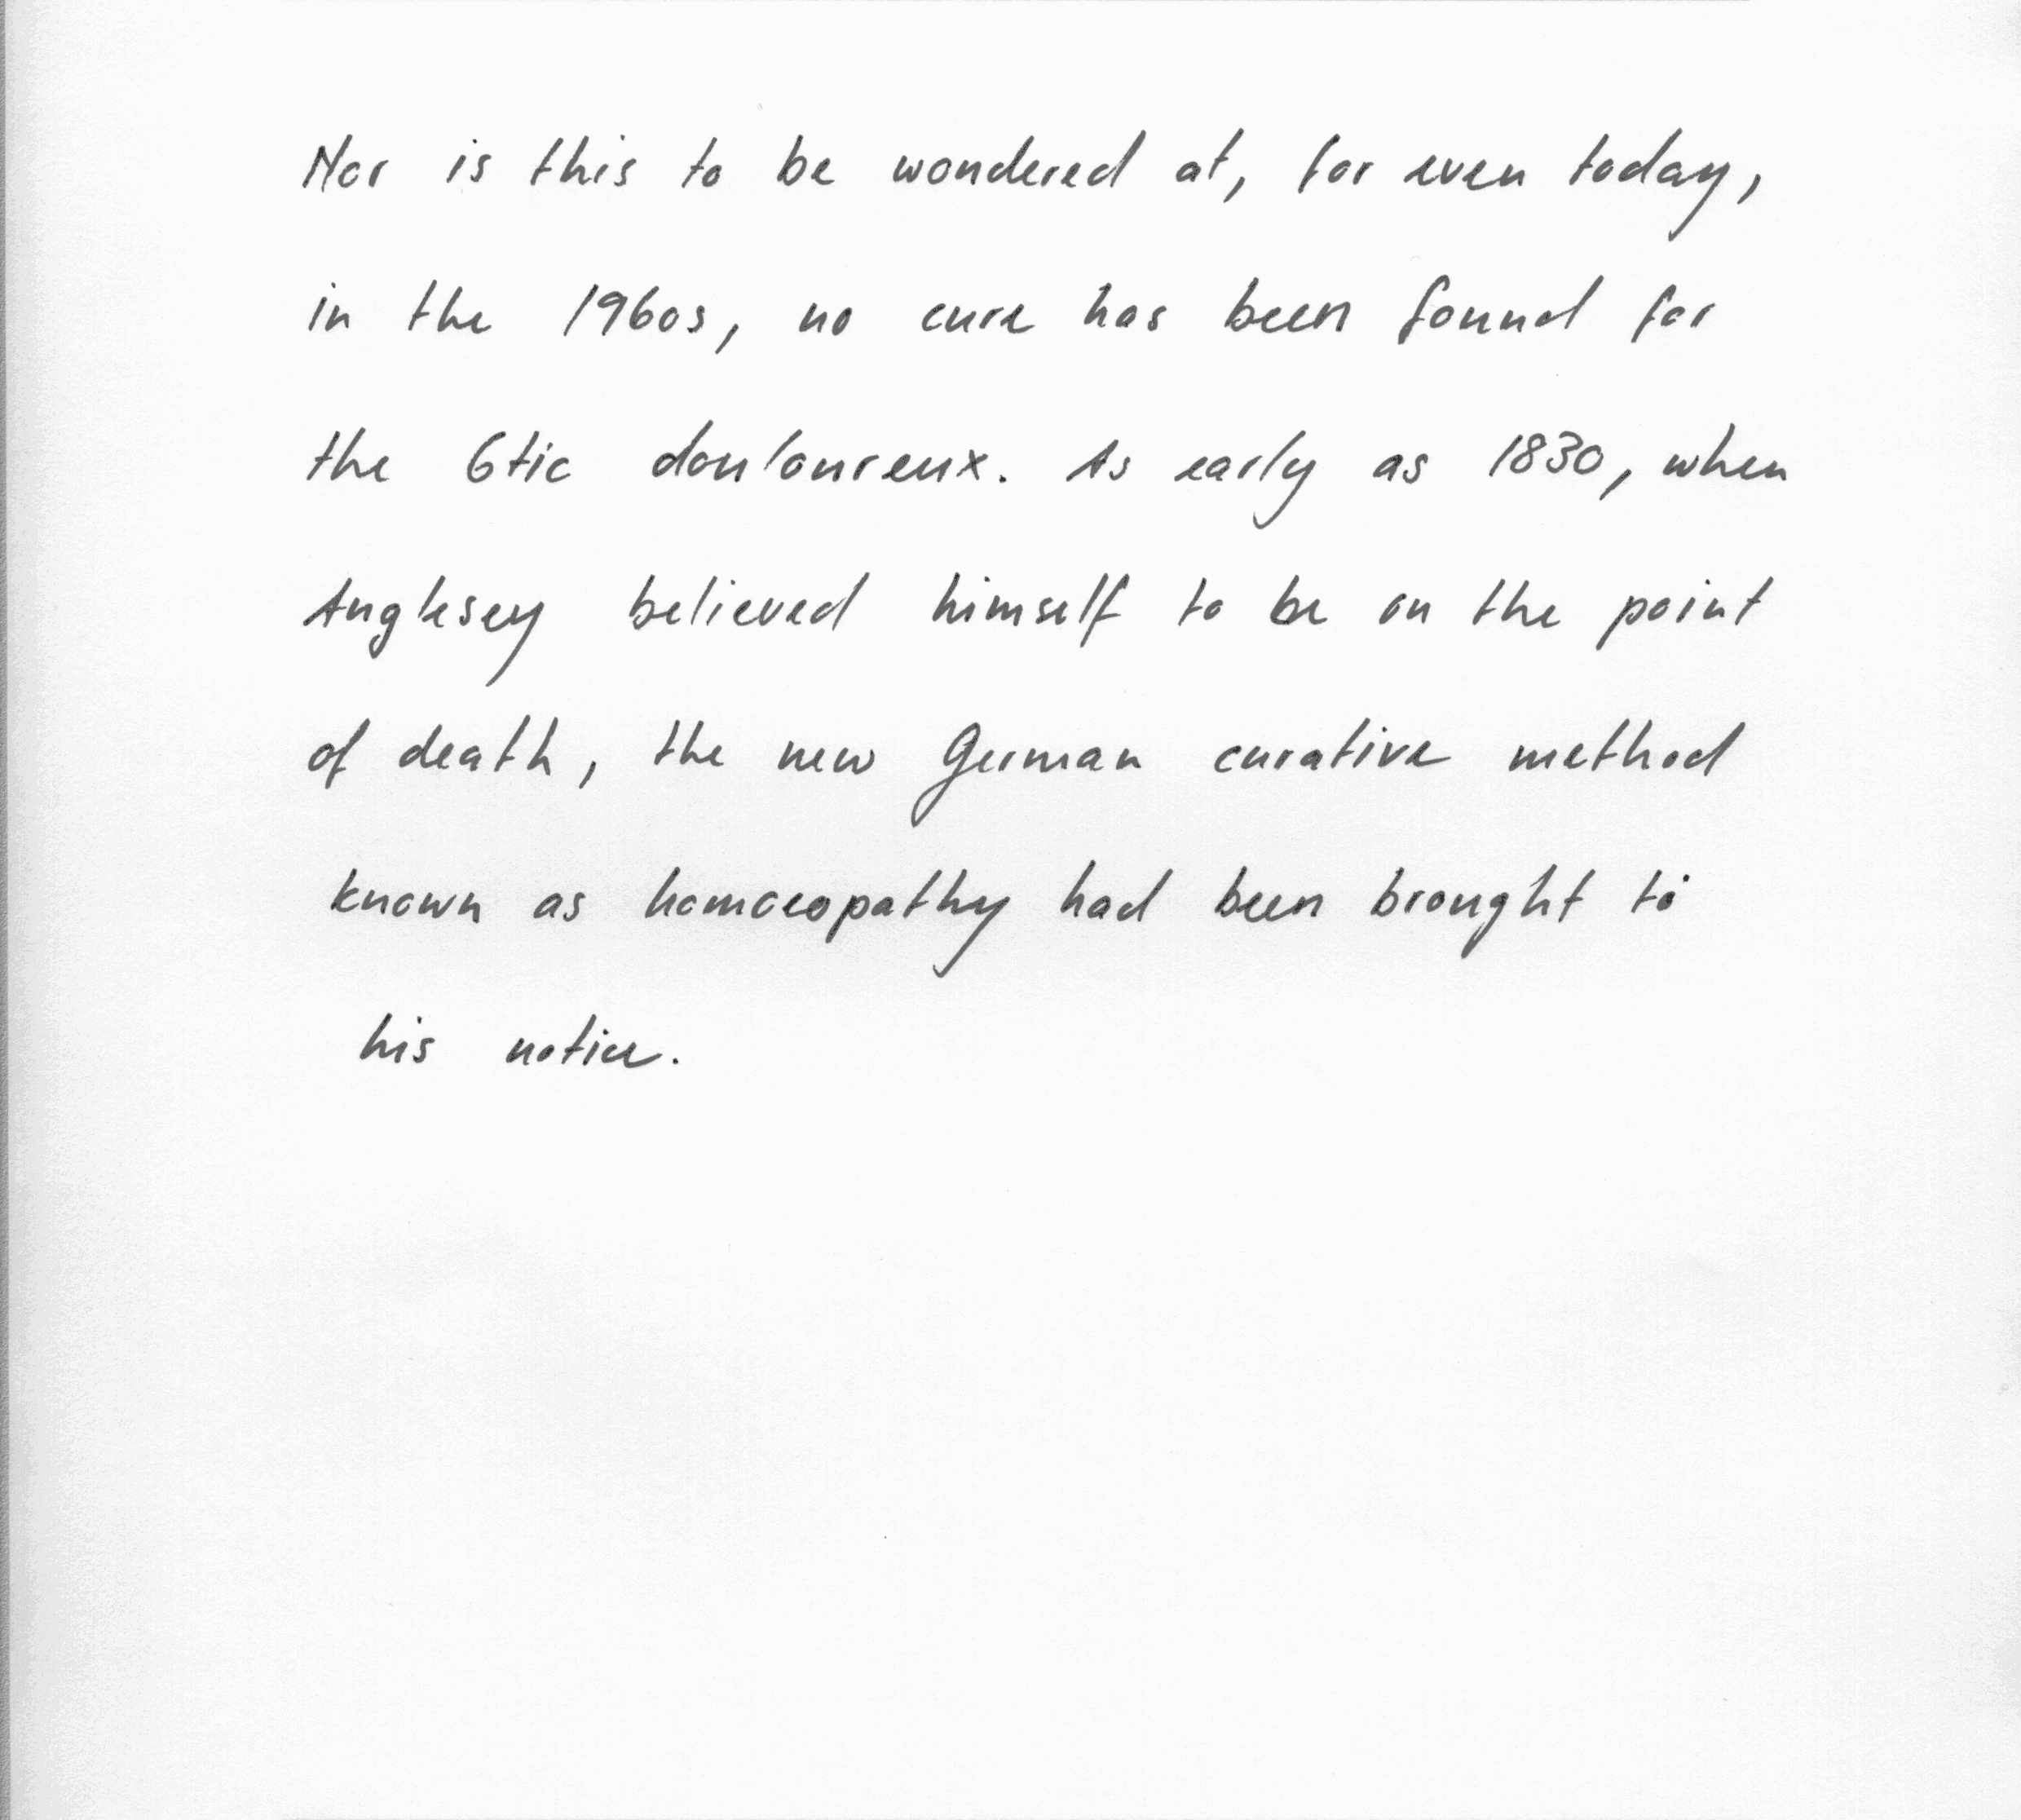 Nor is this to be wondered at, for even today,
in the 1960s, no cure has been found for
the 6tic douloureux. As early as 1830, when
Anglesey believed himself to be on the point
of death, the new German curative method
known as homoeopathy had been brought to
his notice.